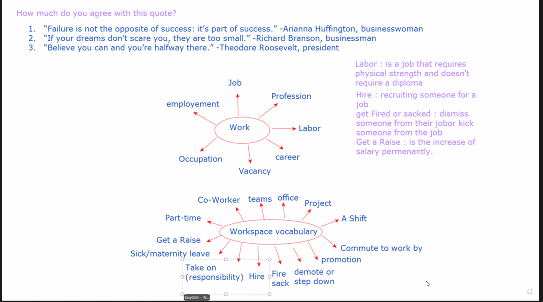 How much do you agree with this quote?
1. "Failure is not the opposite of success: it's part of success." -Arianna Huffington, businesswoman
2. "If your dreams don't scare you, they are too small." -Richard Branson, businessman
3. "Believe you can and you're halfway there." -Theodore Roosevelt, president
Labor : is a job that requires
physical strength and doesn't
require a diploma
Hire : recruiting someone for a
job
get Fired or sacked : dismiss
someone from their jobor kick
someone from the job
Get a Raise : is the increase of
salary permenantly.
Job
Profession
employement
Work
Labor
Occupation
career
Vacancy
Co-Worker
teams
office
Project
Part-time
A Shift
Workspace vocabulary
Get a Raise
Commute to work by
Sick/maternity leave
promotion
Take on
(responsibility)
Hire
Fire
sack
demote or
step down